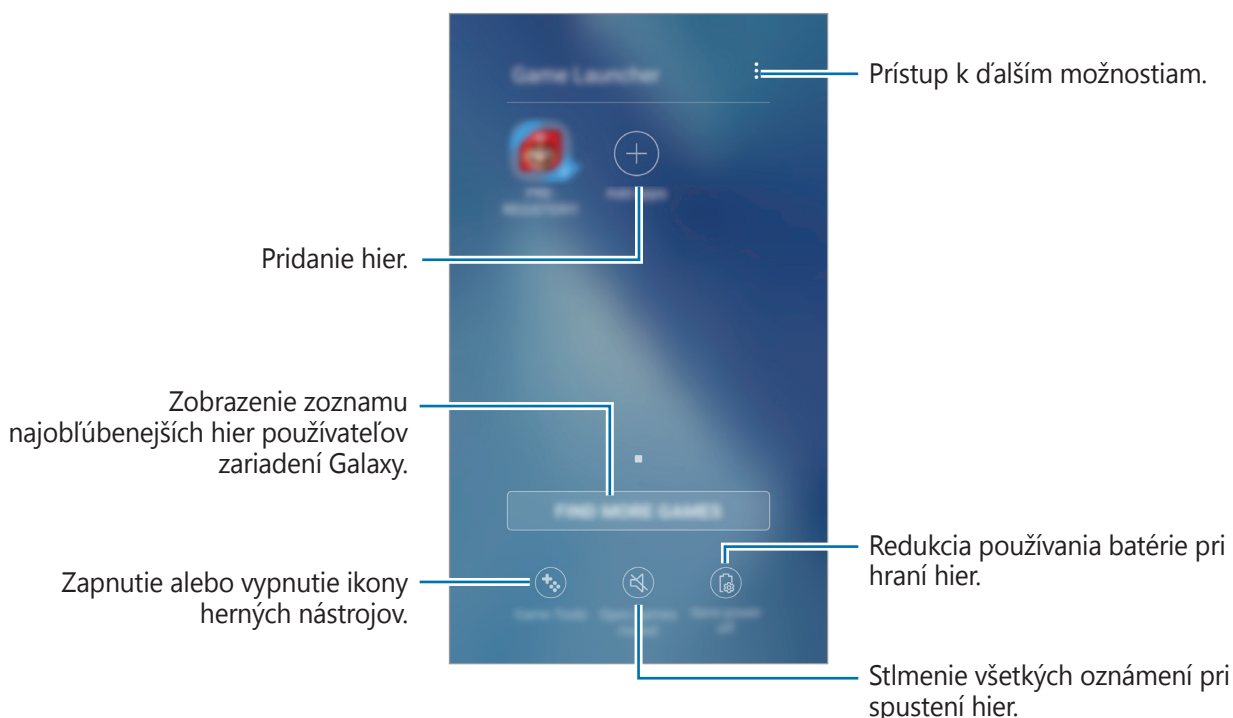 Game Launcher
Prístup k ďalším možnostiam.
Pridanie hier.
Zobrazenie zoznamu
najobľúbenejších hier používateľov
zariadení Galaxy.
FIND MORE GAMES
Redukcia používania batérie pri
hraní hier.
Zapnutie alebo vypnutie ikony
herných nástrojov.
Game Tools
Stlmenie všetkých oznámení pri
spustení hier.